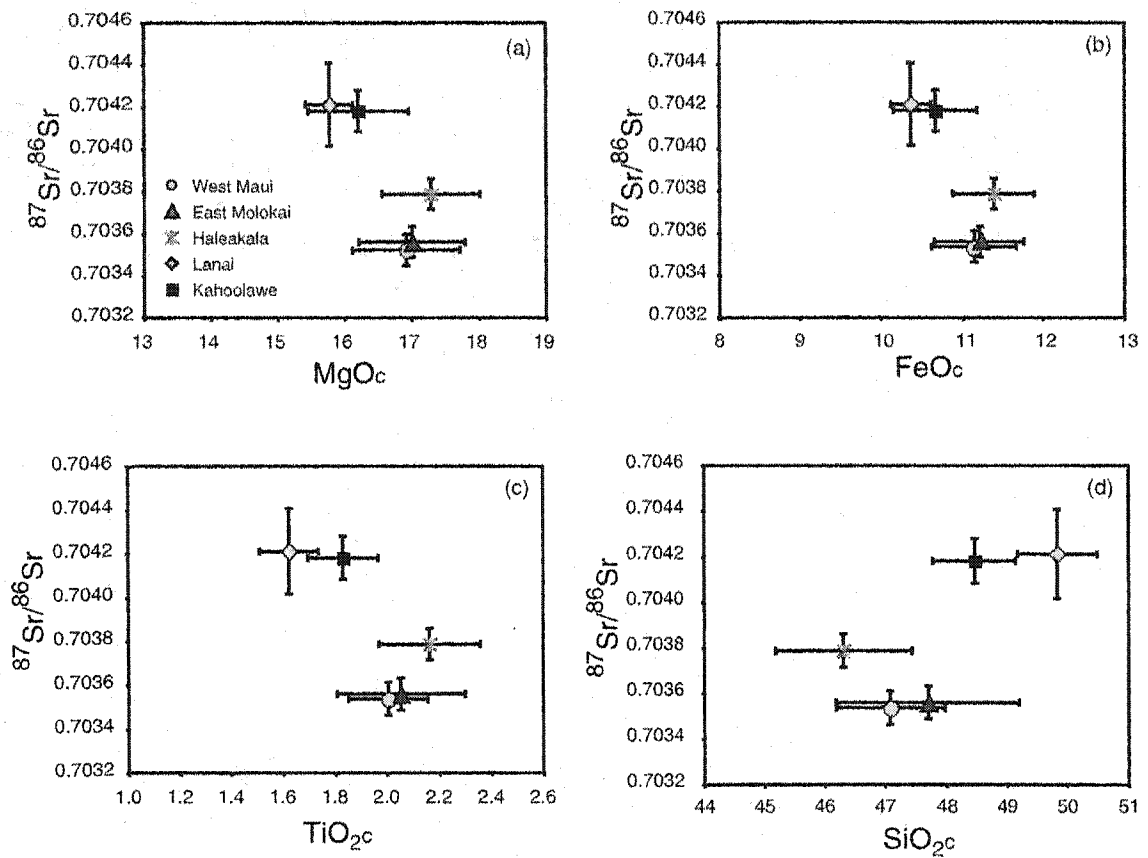 (a)
0.7046
0.7044
0.7042
0.7040
0.7038
0.7036
0.7034
0.7032
87Sr/86Sr
West Maui
East Molokai
Haleakala
Lanai
Kahoolawe
13 14 15 16 17 18 19
MgOc
(b)
0.7046
0.7044
0.7042
0.7040
0.7038
0.7036
0.7034
0.7032
87Sr/86Sr
8 9 10 11 12 13
FeOc
(c)
0.7046
0.7044
0.7042
0.7040
0.7038
0.7036
0.7034
0.7032
87Sr/86Sr
1.0 1.2 1.4 1.6 1.8 2.0 2.2 2.4 2.6
TiO2c
(d)
0.7046
0.7044
0.7042
0.7040
0.7038
0.7036
0.7034
0.7032
87Sr/86Sr
44 45 46 47 48 49 50 51
SiO2c